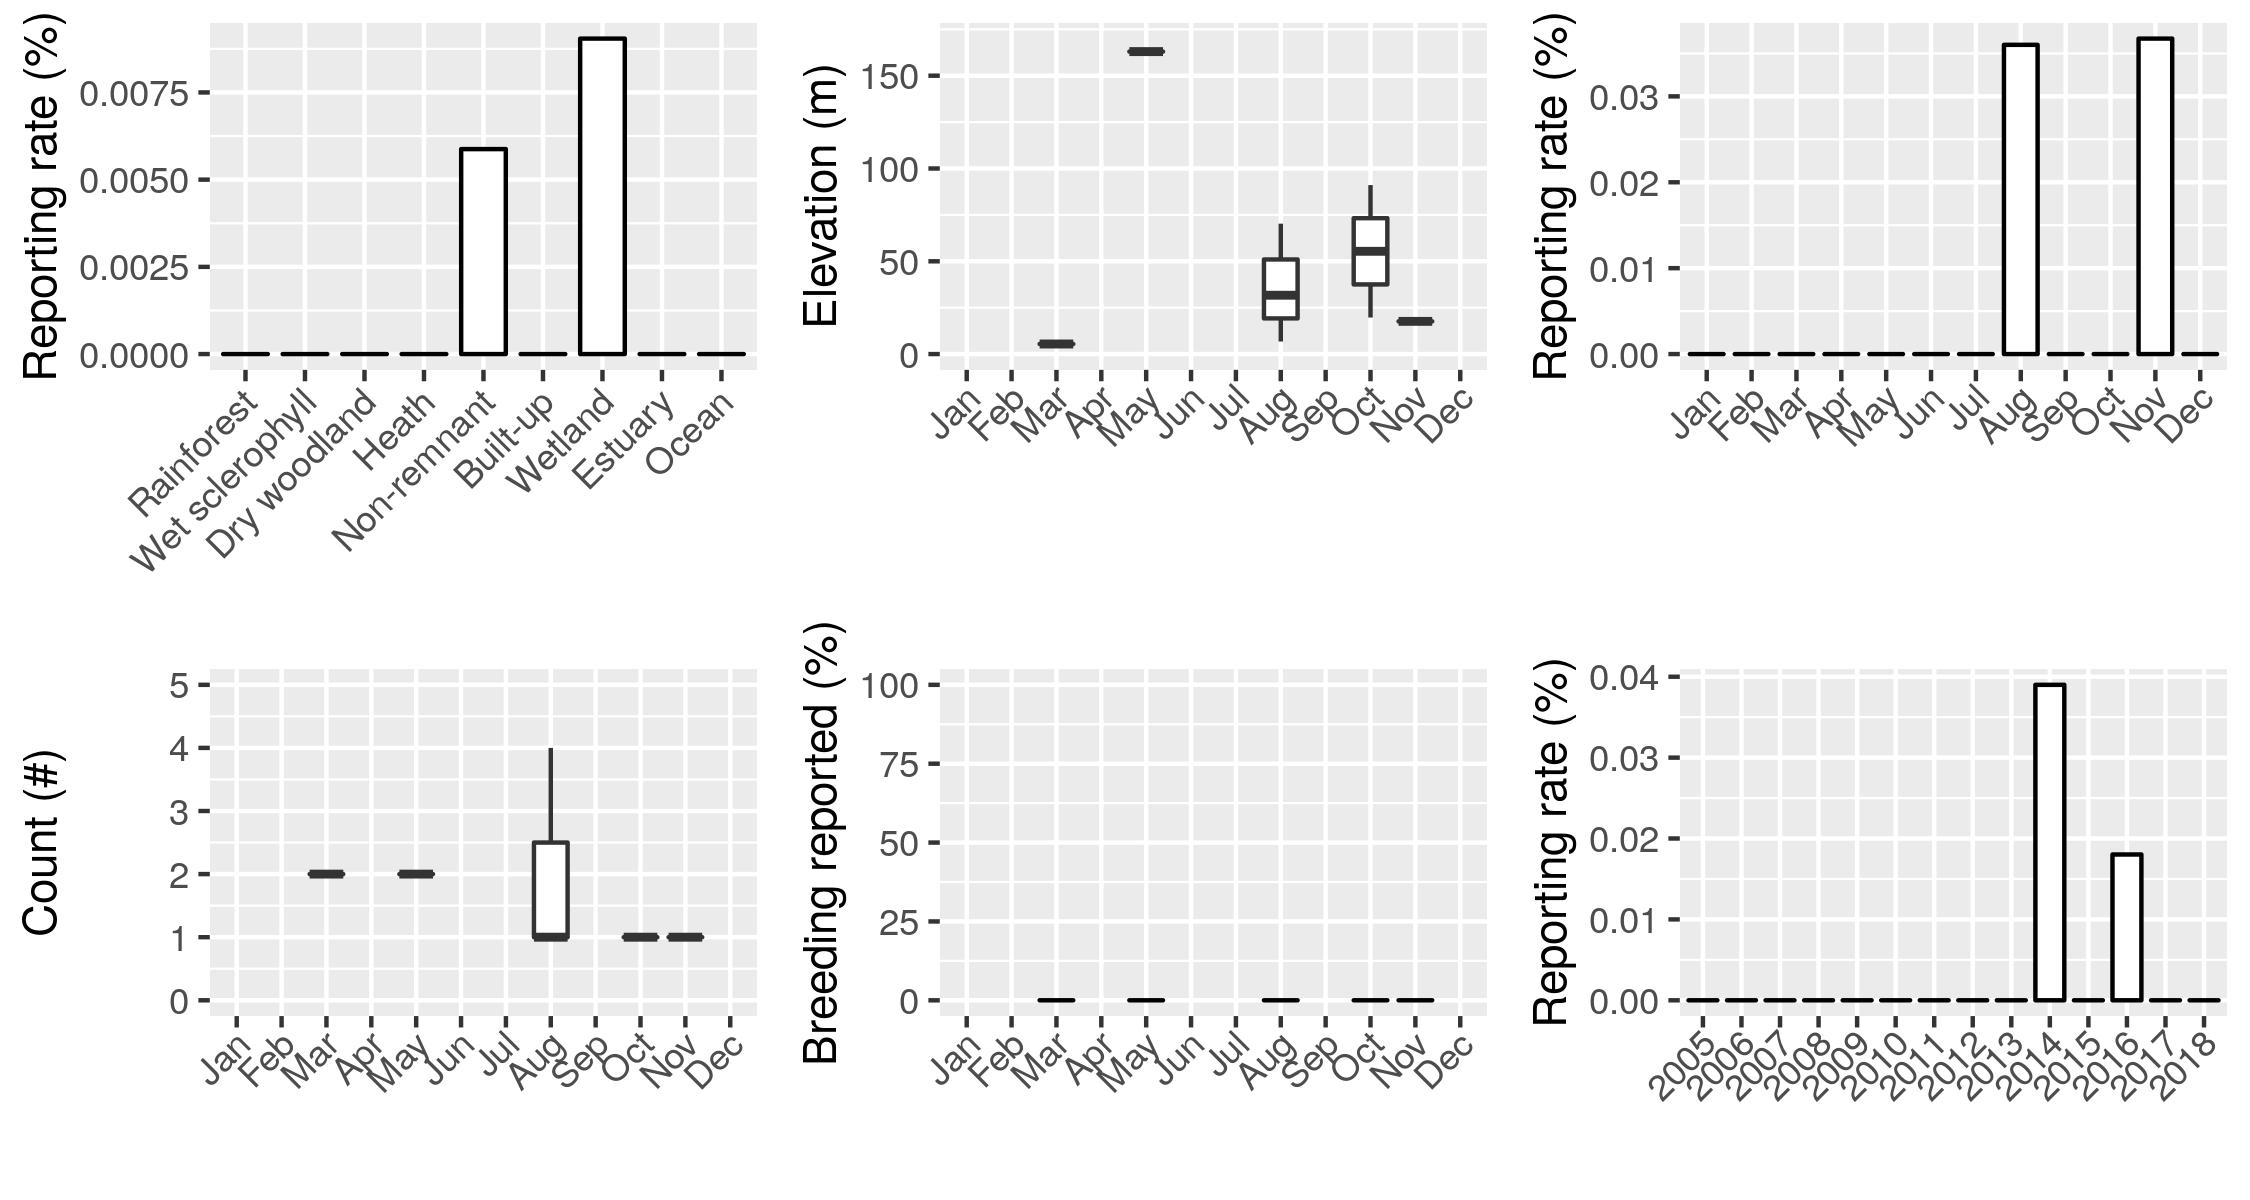 Reporting rate (%)
0.0075
0.0050
0.0025
0.0000
Rainforest
Wet sclerophyll
Dry woodland
Heath
Non-remnant
Built-up
Wetland
Estuary
Ocean
Elevation (m)
150
100
50
0
Jan
Feb
Mar
Apr
May
Jun
Jul
Aug
Sep
Oct
Nov
Dec
Reporting rate (%)
0.03
0.02
0.01
0.00
Jan
Feb
Mar
Apr
May
Jun
Jul
Aug
Sep
Oct
Nov
Dec
Count (#)
5
4
3
2
1
0
Jan
Feb
Mar
Apr
May
Jun
Jul
Aug
Sep
Oct
Nov
Dec
Breeding reported (%)
100
75
50
25
0
Jan
Feb
Mar
Apr
May
Jun
Jul
Aug
Sep
Oct
Nov
Dec
Reporting rate (%)
0.04
0.03
0.02
0.01
0.00
2005
2006
2007
2008
2009
2010
2011
2012
2013
2014
2015
2016
2017
2018